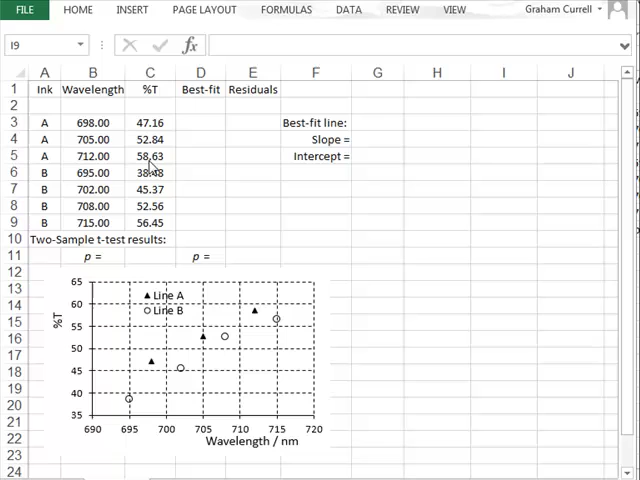 FILE HOME INSERT PAGE LAYOUT FORMULAS DATA REVIEW VIEW Graham Currell
I9 fx
A B C D E F G H I J
1 Ink Wavelength %T Best-fit Residuals
2
3 A 698.00 47.16 Best-fit line:
4 A 705.00 52.84 Slope =
5 A 712.00 58.63 Intercept =
6 B 695.00
7 B 702.00 45.37
8 B 708.00 52.56
9 B 715.00 56.45
10 Two-Sample t-test results:
11 p = p =
12
13
14
15
16
17
18
19
20
21
22
23
24
Line A
Line B
%T
65
60
55
50
45
40
35
690 695 700 705 710 715 720
Wavelength / nm